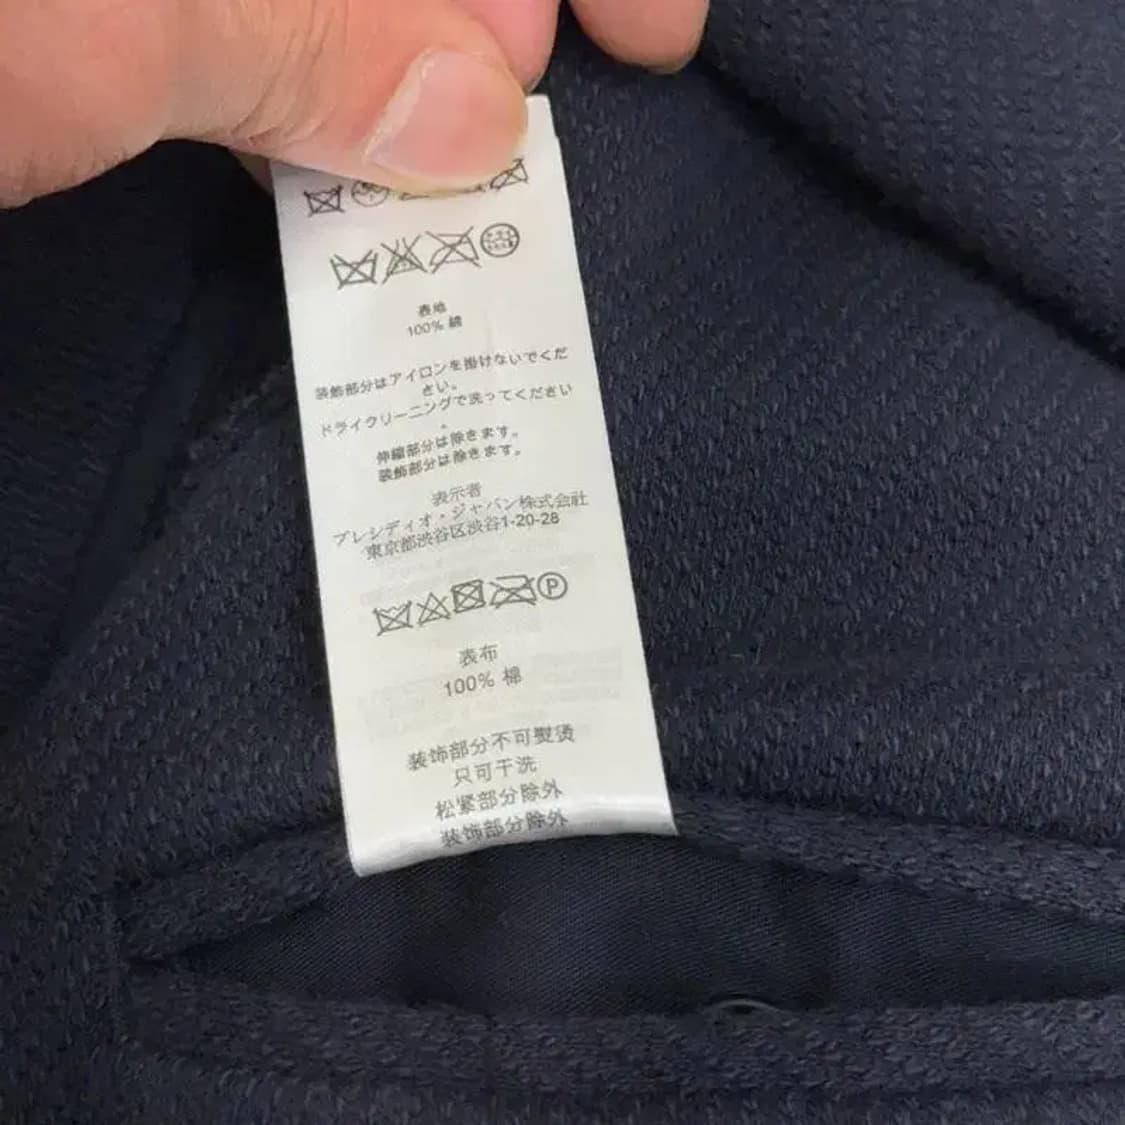 表地
100% 綿
装飾部分はアイロンを掛けないでくだ
さい。
ドライクリーニングで洗ってください
。
伸縮部分は除きます。
装飾部分は除きます。
表示者
プレシディオ・ジャパン株式会社
東京都渋谷区渋谷1-20-28
P
表布
100% 棉
装饰部分不可熨烫
只可干洗
松紧部分除外
装饰部分除外